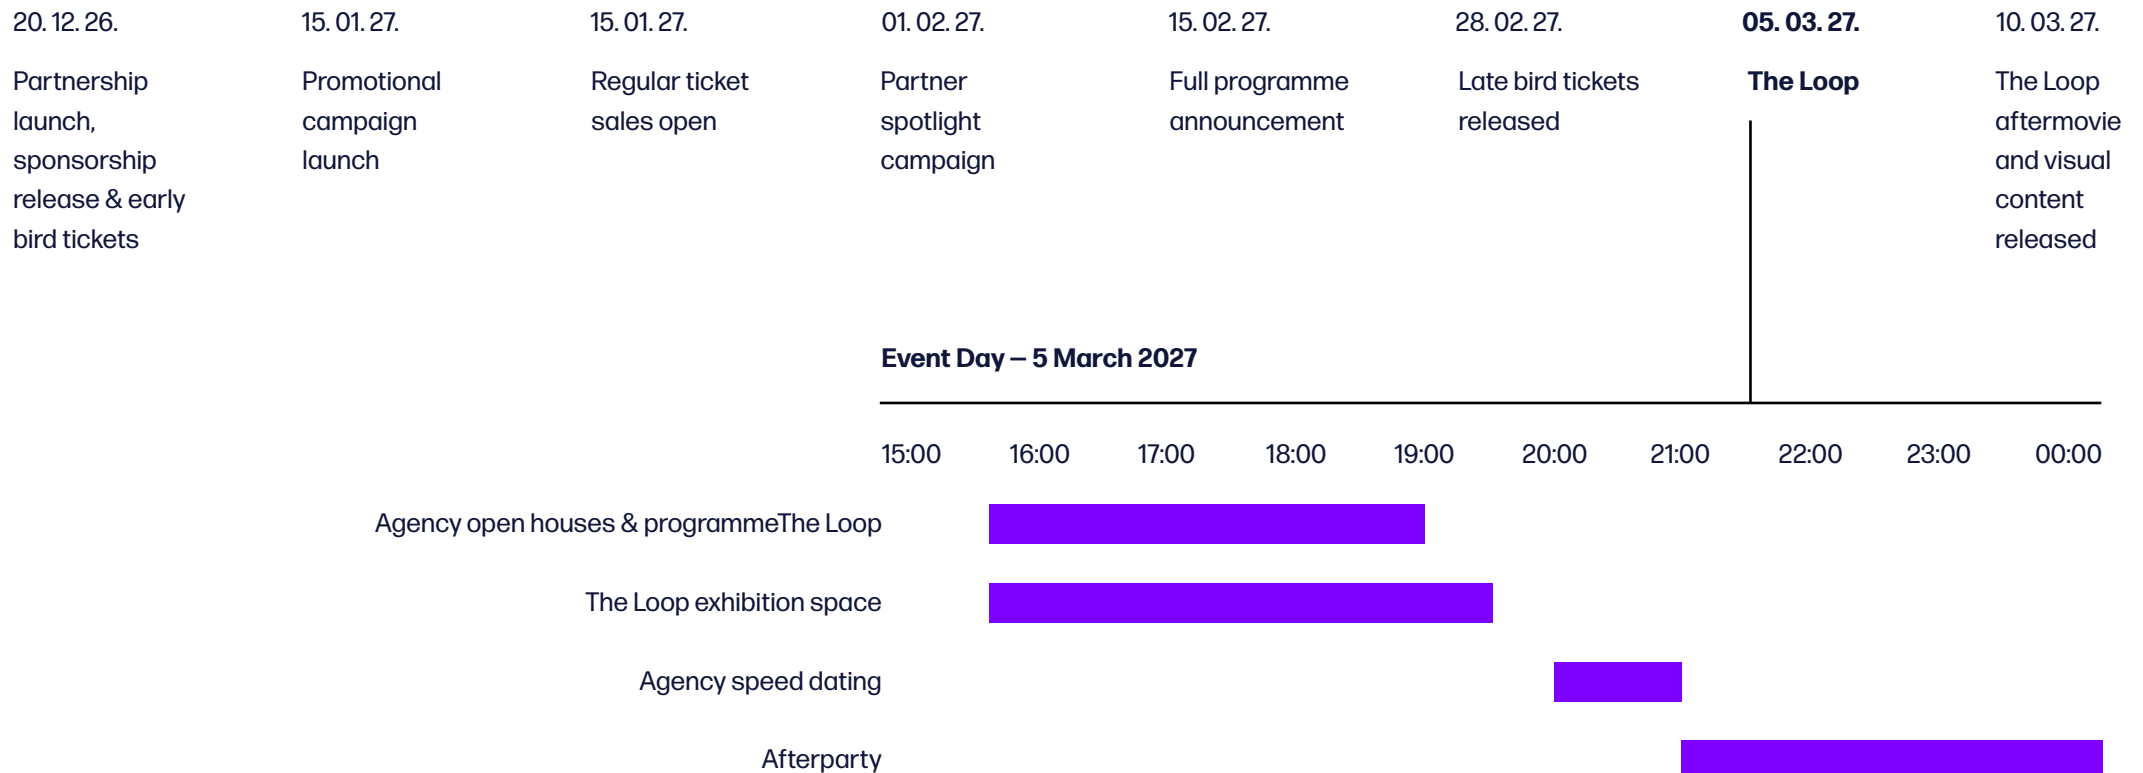 20. 12. 26.
Partnership
launch,
sponsorship
release & early
bird tickets
15. 01. 27.
Promotional
campaign
launch
15. 01. 27.
Regular ticket
sales open
01. 02. 27.
Partner
spotlight
campaign
15. 02. 27.
Full programme
announcement
28. 02. 27.
Late bird tickets
released
05. 03. 27.
The Loop
10. 03. 27.
The Loop
aftermovie
and visual
content
released
Event Day – 5 March 2027
15:00 16:00 17:00 18:00 19:00 20:00 21:00 22:00 23:00 00:00
Agency open houses & programmeThe Loop
The Loop exhibition space
Agency speed dating
Afterparty